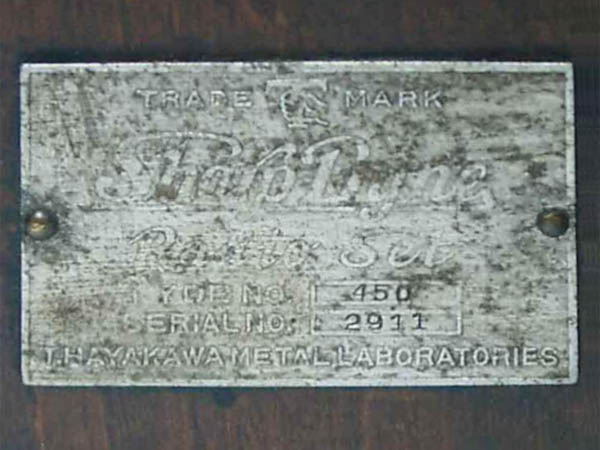 TRADE MARK
Sharp Dyne
Radio Set
TYPE NO. 450
SERIAL NO. 2911
T. HAYAKAWA METAL LABORATORIES